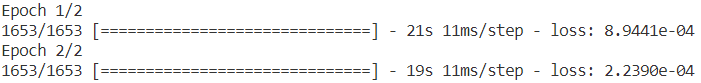 Epoch 1/2
1653/1653 [==============================] - 21s 11ms/step - loss: 8.9441e-04
Epoch 2/2
1653/1653 [==============================] - 19s 11ms/step - loss: 2.2390e-04